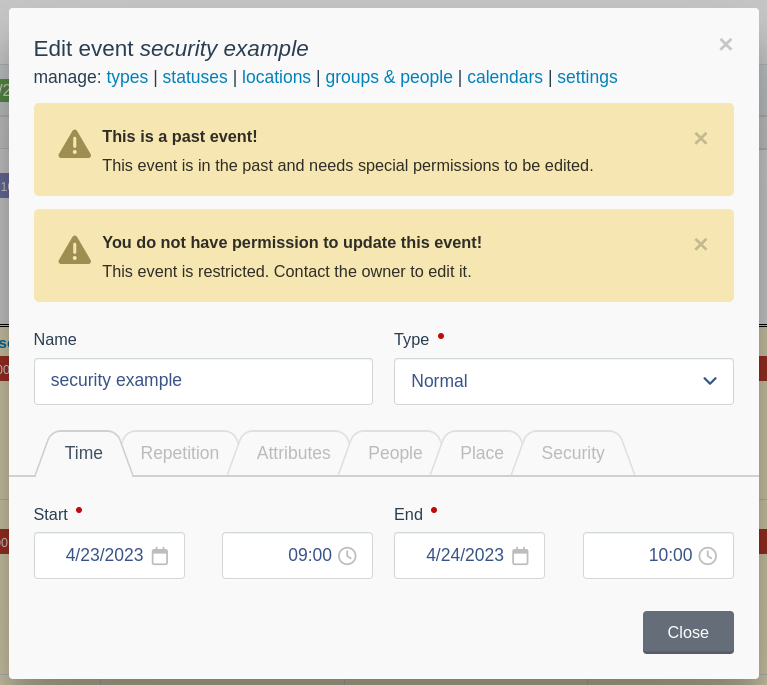 Edit event security example
manage: types | statuses | locations | groups & people | calendars | settings
This is a past event!
This event is in the past and needs special permissions to be edited.
You do not have permission to update this event!
This event is restricted. Contact the owner to edit it.
Name
Type
security example
Normal
Time Repetition Attributes People Place Security
Start
End
4/23/2023 09:00 4/24/2023 10:00
Close